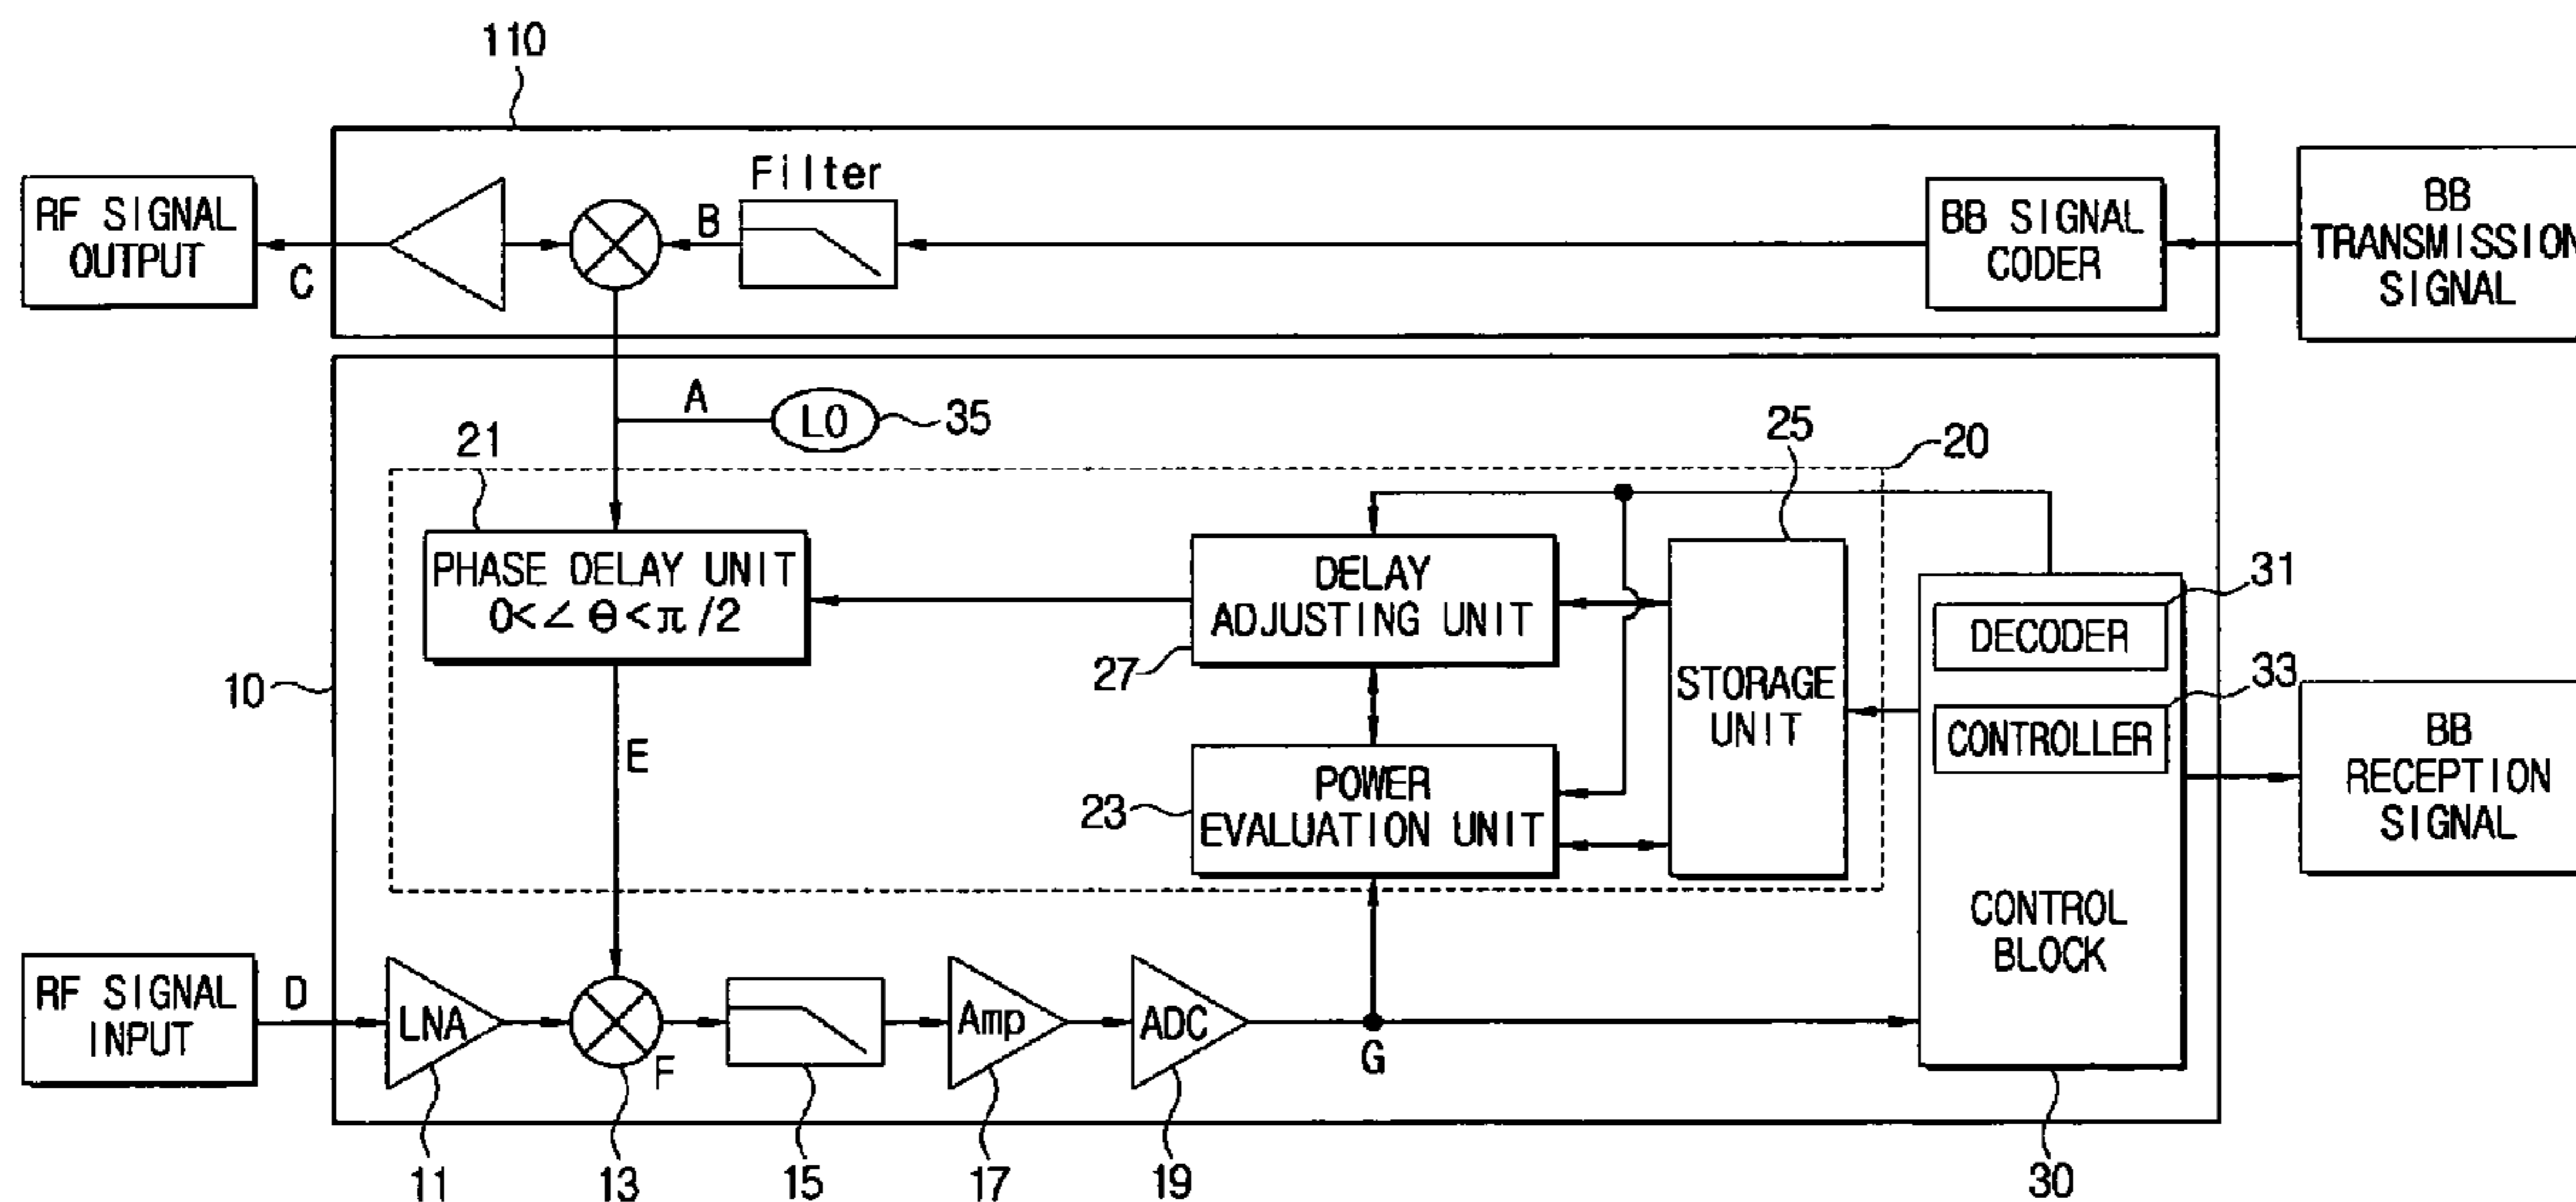 110
Filter
RF SIGNAL
OUTPUT
C
B
BB SIGNAL
CODER
BB
TRANSMISSION
SIGNAL
A
LO
35
21
25
20
PHASE DELAY UNIT
0<∠θ<π/2
DELAY
ADJUSTING UNIT
27
STORAGE
UNIT
31
DECODER
33
CONTROLLER
10
E
POWER
EVALUATION UNIT
23
BB
RECEPTION
SIGNAL
CONTROL
BLOCK
RF SIGNAL
INPUT
D
LNA
F
Amp
ADC
G
11
13
15
17
19
30